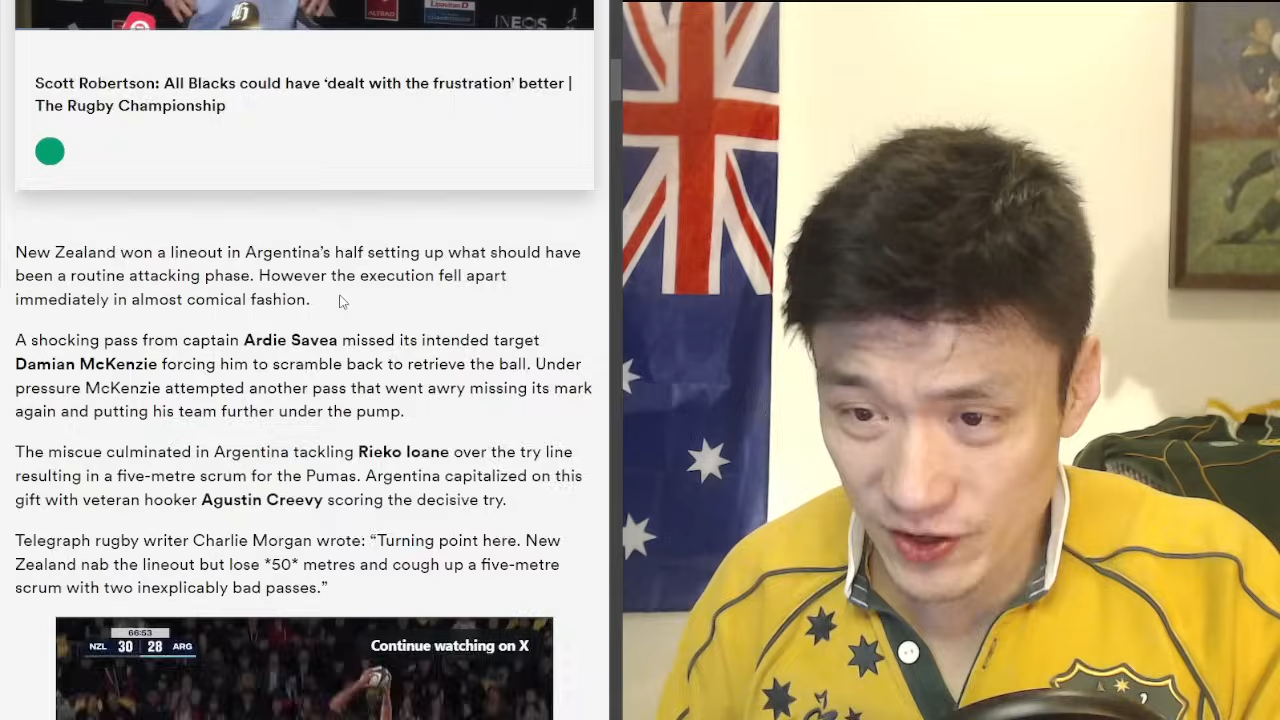 ALTRAD
Lipault
INEOS
Scott Robertson: All Blacks could have ‘dealt with the frustration’ better |
The Rugby Championship
New Zealand won a lineout in Argentina’s half setting up what should have
been a routine attacking phase. However the execution fell apart
immediately in almost comical fashion.
A shocking pass from captain Ardie Savea missed its intended target
Damian McKenzie forcing him to scramble back to retrieve the ball. Under
pressure McKenzie attempted another pass that went awry missing its mark
again and putting his team further under the pump.
The miscue culminated in Argentina tackling Rieko Ioane over the try line
resulting in a five-metre scrum for the Pumas. Argentina capitalized on this
gift with veteran hooker Agustin Creevy scoring the decisive try.
Telegraph rugby writer Charlie Morgan wrote: “Turning point here. New
Zealand nab the lineout but lose *50* metres and cough up a five-metre
scrum with two inexplicably bad passes.”
66:53
NZL 30 28 ARG
Continue watching on X